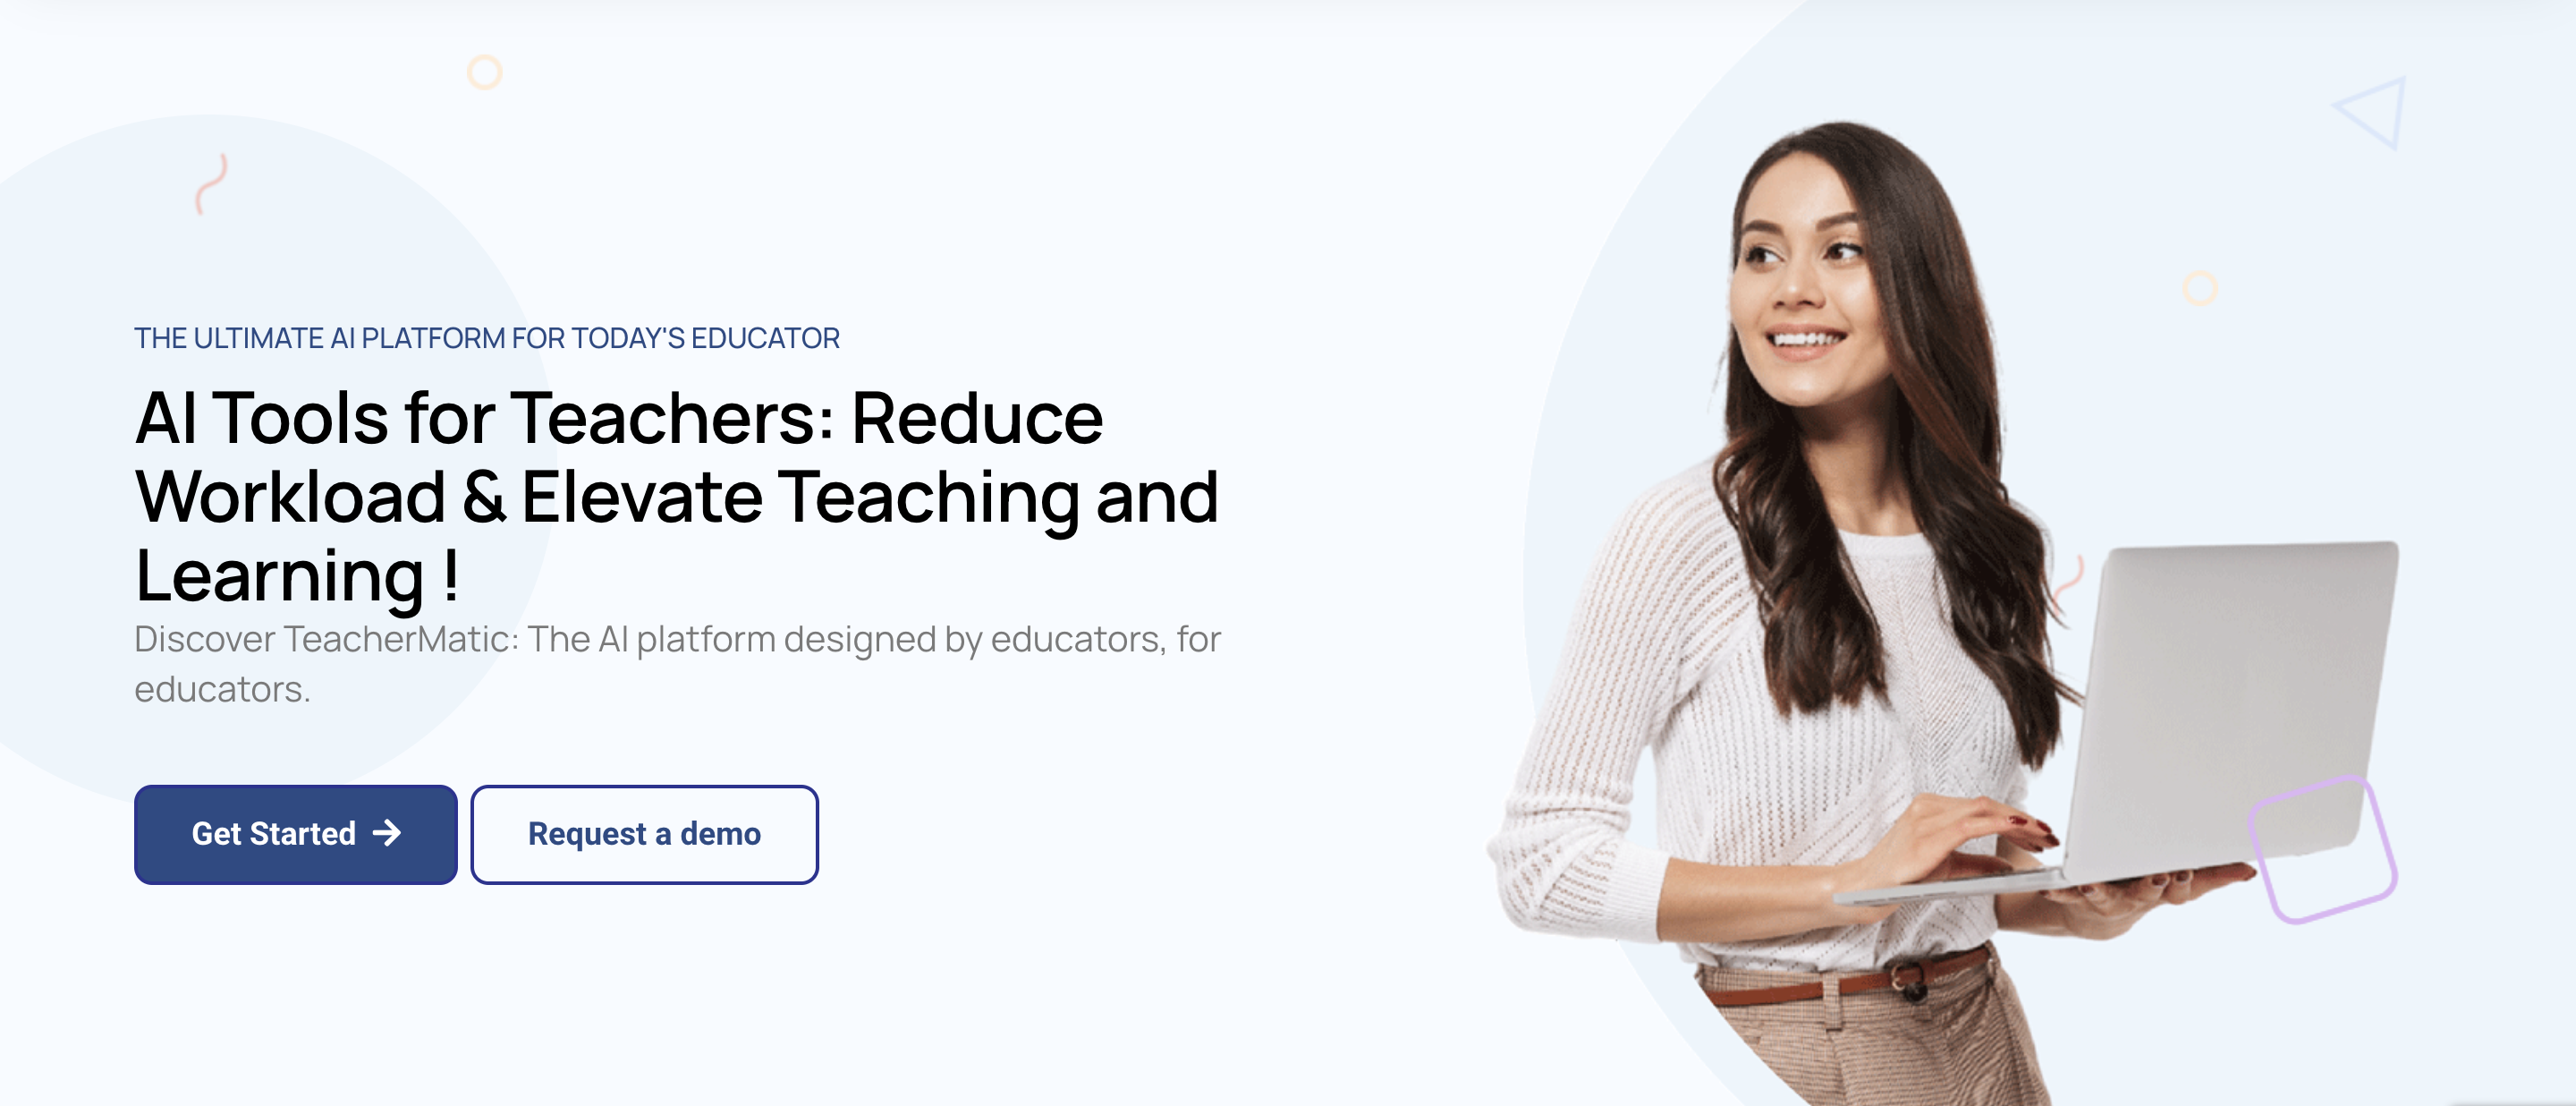 THE ULTIMATE AI PLATFORM FOR TODAY'S EDUCATOR
AI Tools for Teachers: Reduce
Workload & Elevate Teaching and
Learning !
Discover TeacherMatic: The AI platform designed by educators, for
educators.
Get Started →
Request a demo